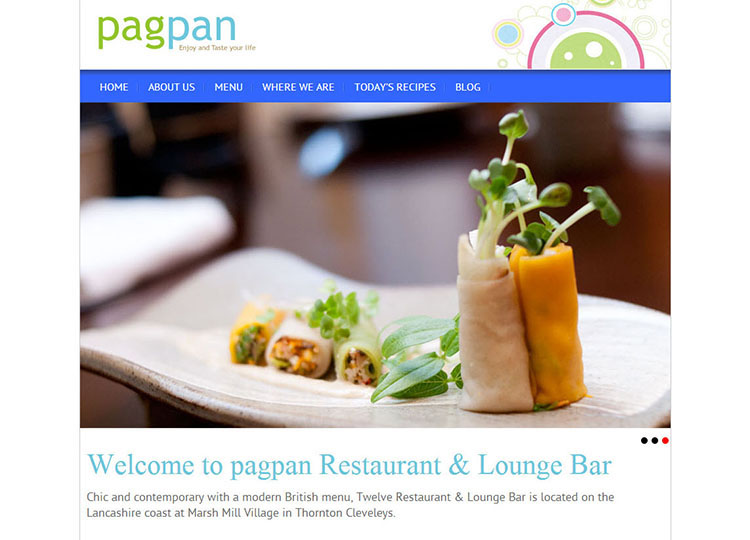 pagpan
Enjoy and Taste your life
HOME ABOUT US MENU WHERE WE ARE TODAY'S RECIPES BLOG
Welcome to pagpan Restaurant & Lounge Bar
Chic and contemporary with a modern British menu, Twelve Restaurant & Lounge Bar is located on the
Lancashire coast at Marsh Mill Village in Thornton Cleveleys.